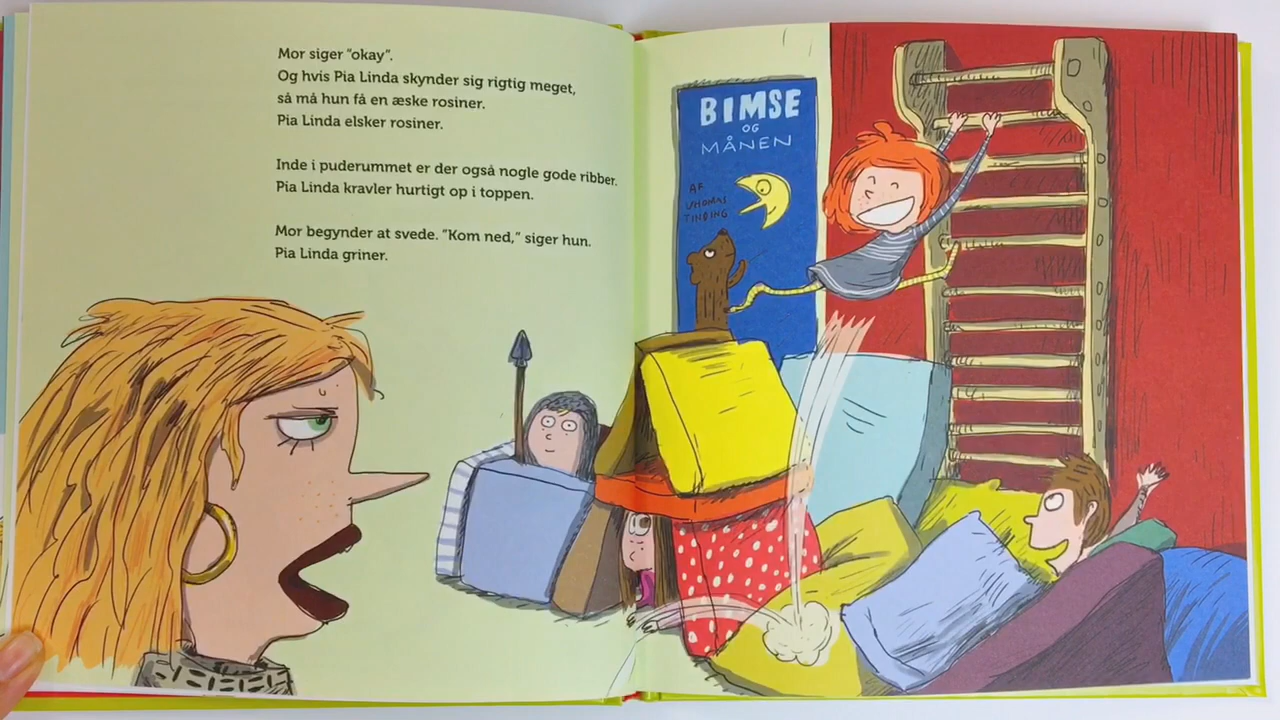 Mor siger "okay".
Og hvis Pia Linda skynder sig rigtig meget,
så må hun få en æske rosiner.
Pia Linda elsker rosiner.
Inde i puderummet er der også nogle gode ribber.
Pia Linda kravler hurtigt op i toppen.
Mor begynder at svede. "Kom ned," siger hun.
Pia Linda griner.
BIMSE
OG
MÅNEN
AF
UHOMAS
TINDING